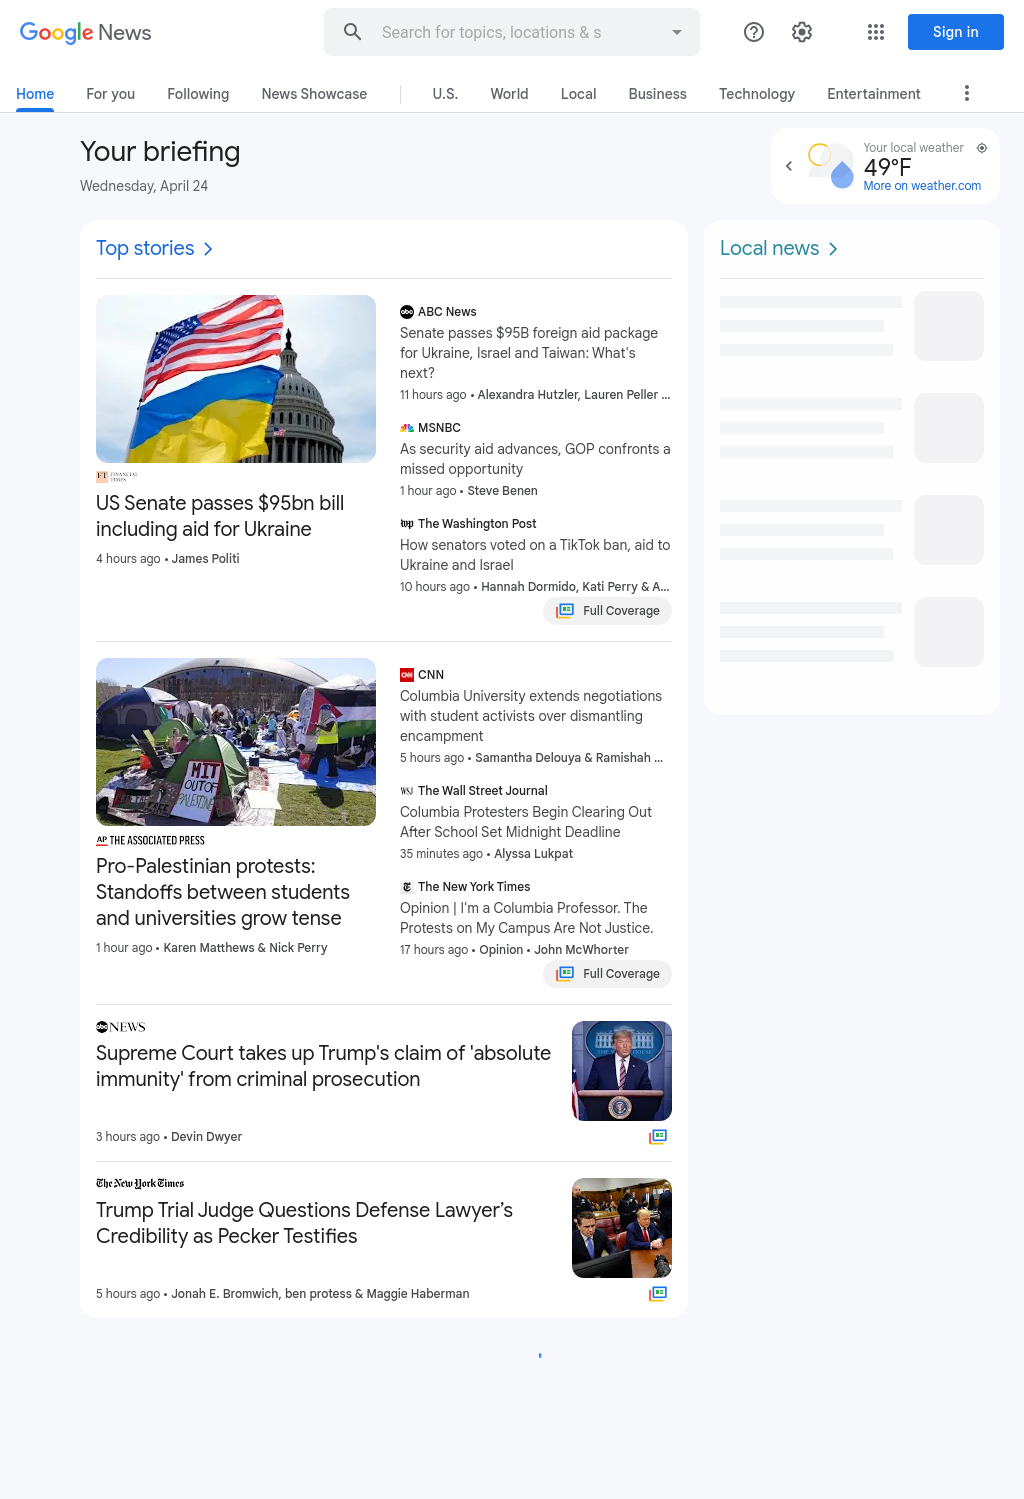 Google News
Search for topics, locations & s
Sign in
Home
For you
Following
News Showcase
U.S.
World
Local
Business
Technology
Entertainment
Your briefing
Wednesday, April 24
Your local weather
49°F
More on weather.com
Top stories
FT FINANCIAL
TIMES
US Senate passes $95bn bill
including aid for Ukraine
4 hours ago • James Politi
abc ABC News
Senate passes $95B foreign aid package
for Ukraine, Israel and Taiwan: What's
next?
11 hours ago • Alexandra Hutzler, Lauren Peller ...
MSNBC
As security aid advances, GOP confronts a
missed opportunity
1 hour ago • Steve Benen
wp The Washington Post
How senators voted on a TikTok ban, aid to
Ukraine and Israel
10 hours ago • Hannah Dormido, Kati Perry & A...
Full Coverage
MIT
OUT OF
PALESTINE
AP THE ASSOCIATED PRESS
Pro-Palestinian protests:
Standoffs between students
and universities grow tense
1 hour ago • Karen Matthews & Nick Perry
CNN CNN
Columbia University extends negotiations
with student activists over dismantling
encampment
5 hours ago • Samantha Delouya & Ramishah ...
WSJ The Wall Street Journal
Columbia Protesters Begin Clearing Out
After School Set Midnight Deadline
35 minutes ago • Alyssa Lukpat
T The New York Times
Opinion | I'm a Columbia Professor. The
Protests on My Campus Are Not Justice.
17 hours ago • Opinion • John McWhorter
Full Coverage
abc NEWS
Supreme Court takes up Trump's claim of 'absolute
immunity' from criminal prosecution
3 hours ago • Devin Dwyer
The New York Times
Trump Trial Judge Questions Defense Lawyer’s
Credibility as Pecker Testifies
5 hours ago • Jonah E. Bromwich, ben protess & Maggie Haberman
Local news